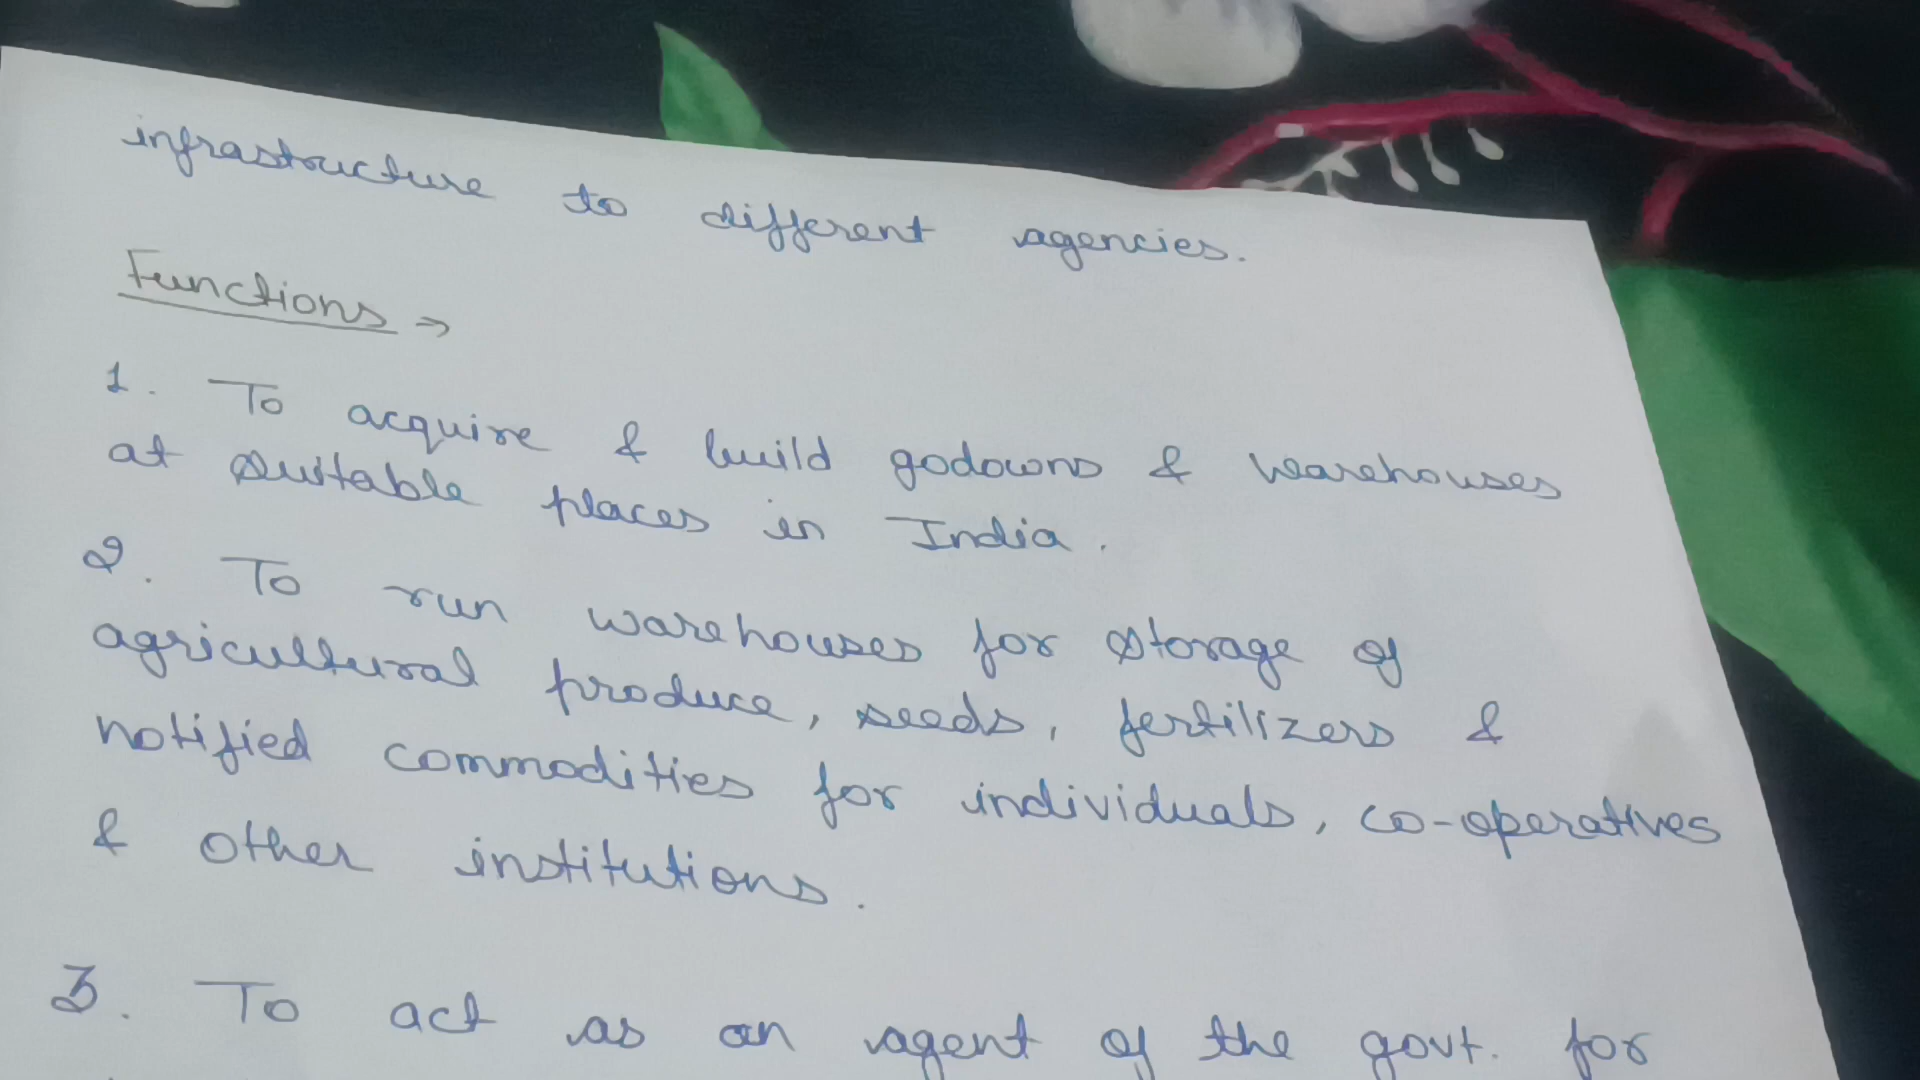 infrastructure to different agencies.
Functions →
1. To acquire & build godowns & warehouses
at suitable places in India.
2. To run warehouses for storage of
agricultural produce, seeds, fertilizers &
notified commodities for individuals, co-operatives
& other institutions.
3. To act as an agent of the govt. for